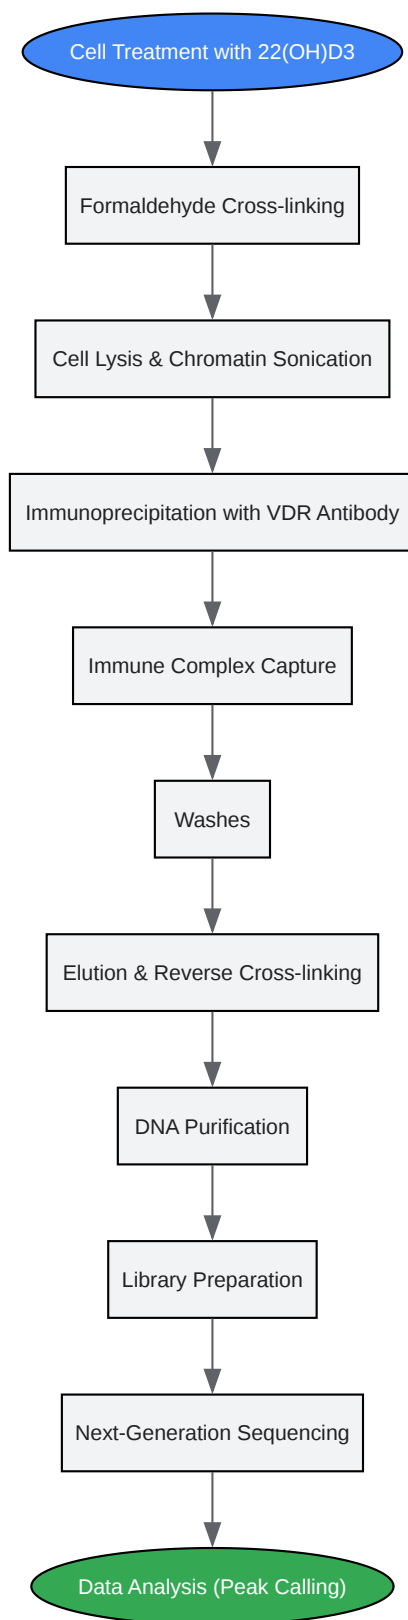 Cell Treatment with 22(OH)D3
Formaldehyde Cross-linking
Cell Lysis & Chromatin Sonication
Immunoprecipitation with VDR Antibody
Immune Complex Capture
Washes
Elution & Reverse Cross-linking
DNA Purification
Library Preparation
Next-Generation Sequencing
Data Analysis (Peak Calling)